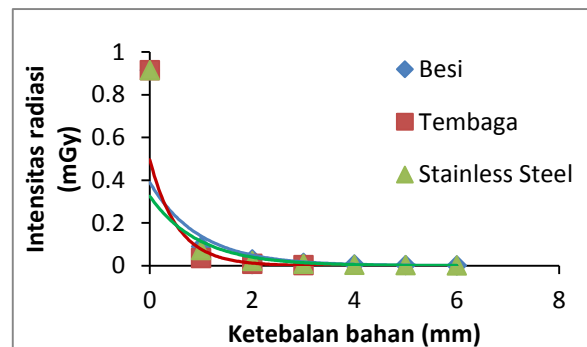 Intensitas radiasi
(mGy)
1
0.8
0.6
0.4
0.2
0
0 2 4 6 8
Ketebalan bahan (mm)
Besi
Tembaga
Stainless Steel